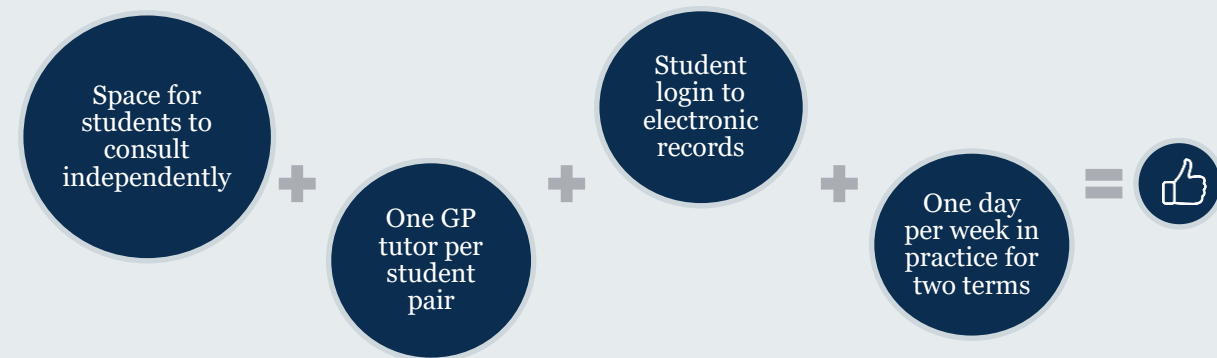 Space for
students to
consult
independently
One GP
tutor per
student
pair
Student
login to
electronic
records
One day
per week in
practice for
two terms